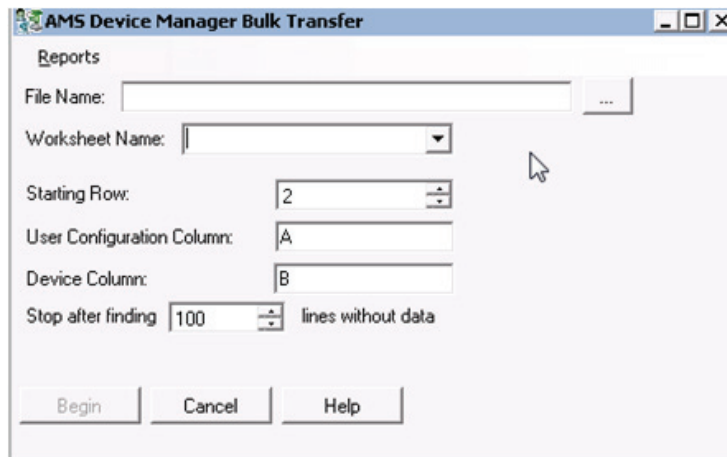 AMS Device Manager Bulk Transfer
Reports
File Name: ...
Worksheet Name:
Starting Row: 2
User Configuration Column: A
Device Column: B
Stop after finding 100 lines without data
Begin Cancel Help